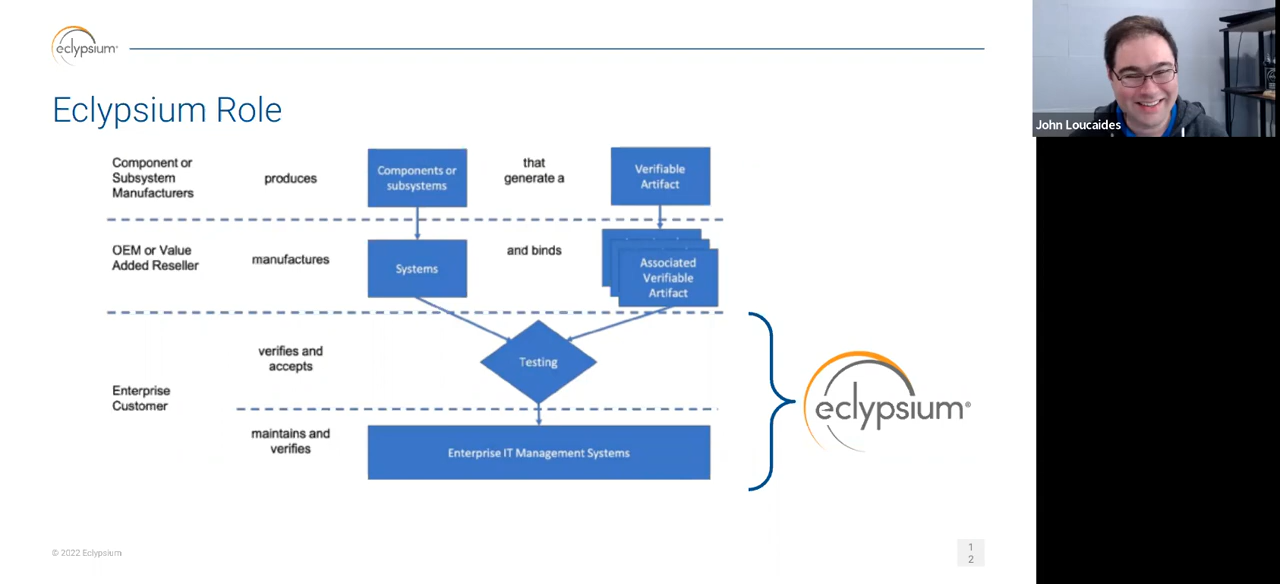 eclypsium®
John Loucaides
Eclypsium Role
Component or
Subsystem
Manufacturers
produces
Components or
subsystems
that
generate a
Verifiable
Artifact
OEM or Value
Added Reseller
manufactures
Systems
and binds
Associated
Verifiable
Artifact
verifies and
accepts
Testing
Enterprise
Customer
maintains and
verifies
Enterprise IT Management Systems
eclypsium®
© 2022 Eclypsium
1
2